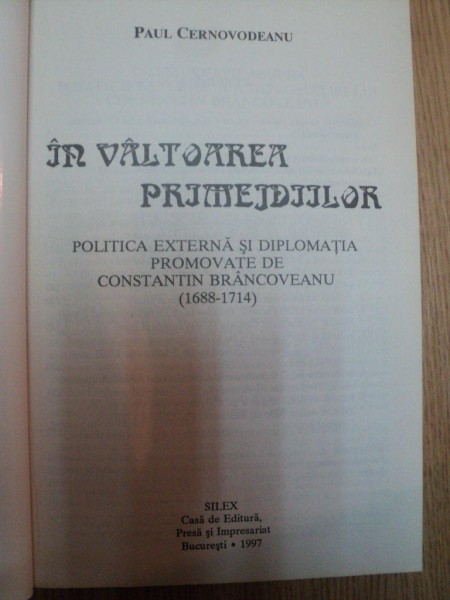 PAUL CERNOVODEANU
ÎN VÂLTOAREA
PRIMEJDIILOR
POLITICA EXTERNĂ ȘI DIPLOMAȚIA
PROMOVATE DE
CONSTANTIN BRÂNCOVEANU
(1688-1714)
SILEX
Casă de Editură,
Presă și Impresariat
București • 1997